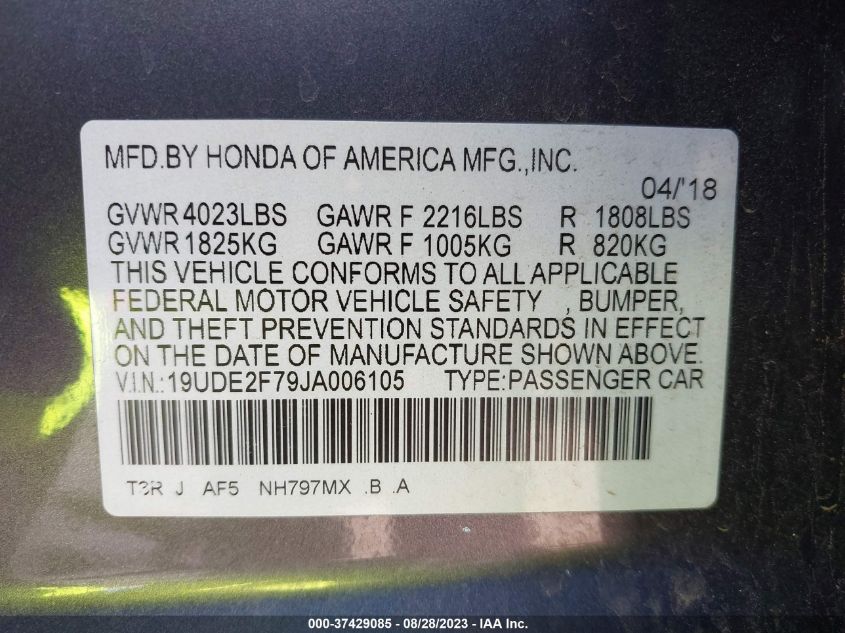 MFD.BY HONDA OF AMERICA MFG.,INC.
04/'18
GVWR 4023LBS GAWR F 2216LBS R 1808LBS
GVWR 1825KG GAWR F 1005KG R 820KG
THIS VEHICLE CONFORMS TO ALL APPLICABLE
FEDERAL MOTOR VEHICLE SAFETY , BUMPER,
AND THEFT PREVENTION STANDARDS IN EFFECT
ON THE DATE OF MANUFACTURE SHOWN ABOVE.
V.I.N.:19UDE2F79JA006105 TYPE:PASSENGER CAR
T3R J AF5 NH797MX .B .A
000-37429085 - 08/28/2023 - IAA Inc.